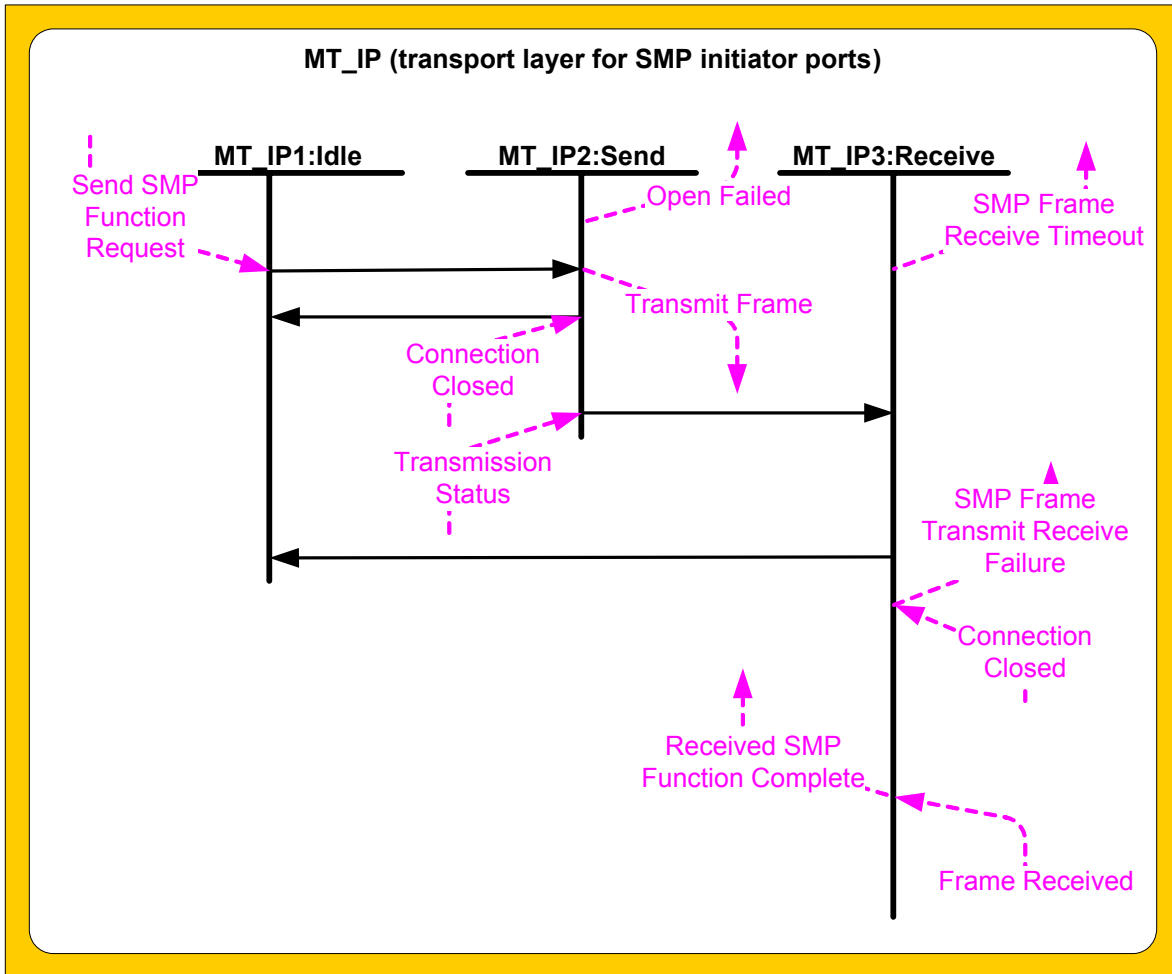 MT_IP (transport layer for SMP initiator ports)
MT_IP1:Idle
MT_IP2:Send
MT_IP3:Receive
Send SMP
Function
Request
Open Failed
SMP Frame
Receive Timeout
Transmit Frame
Connection
Closed
Transmission
Status
SMP Frame
Transmit Receive
Failure
Connection
Closed
Received SMP
Function Complete
Frame Received